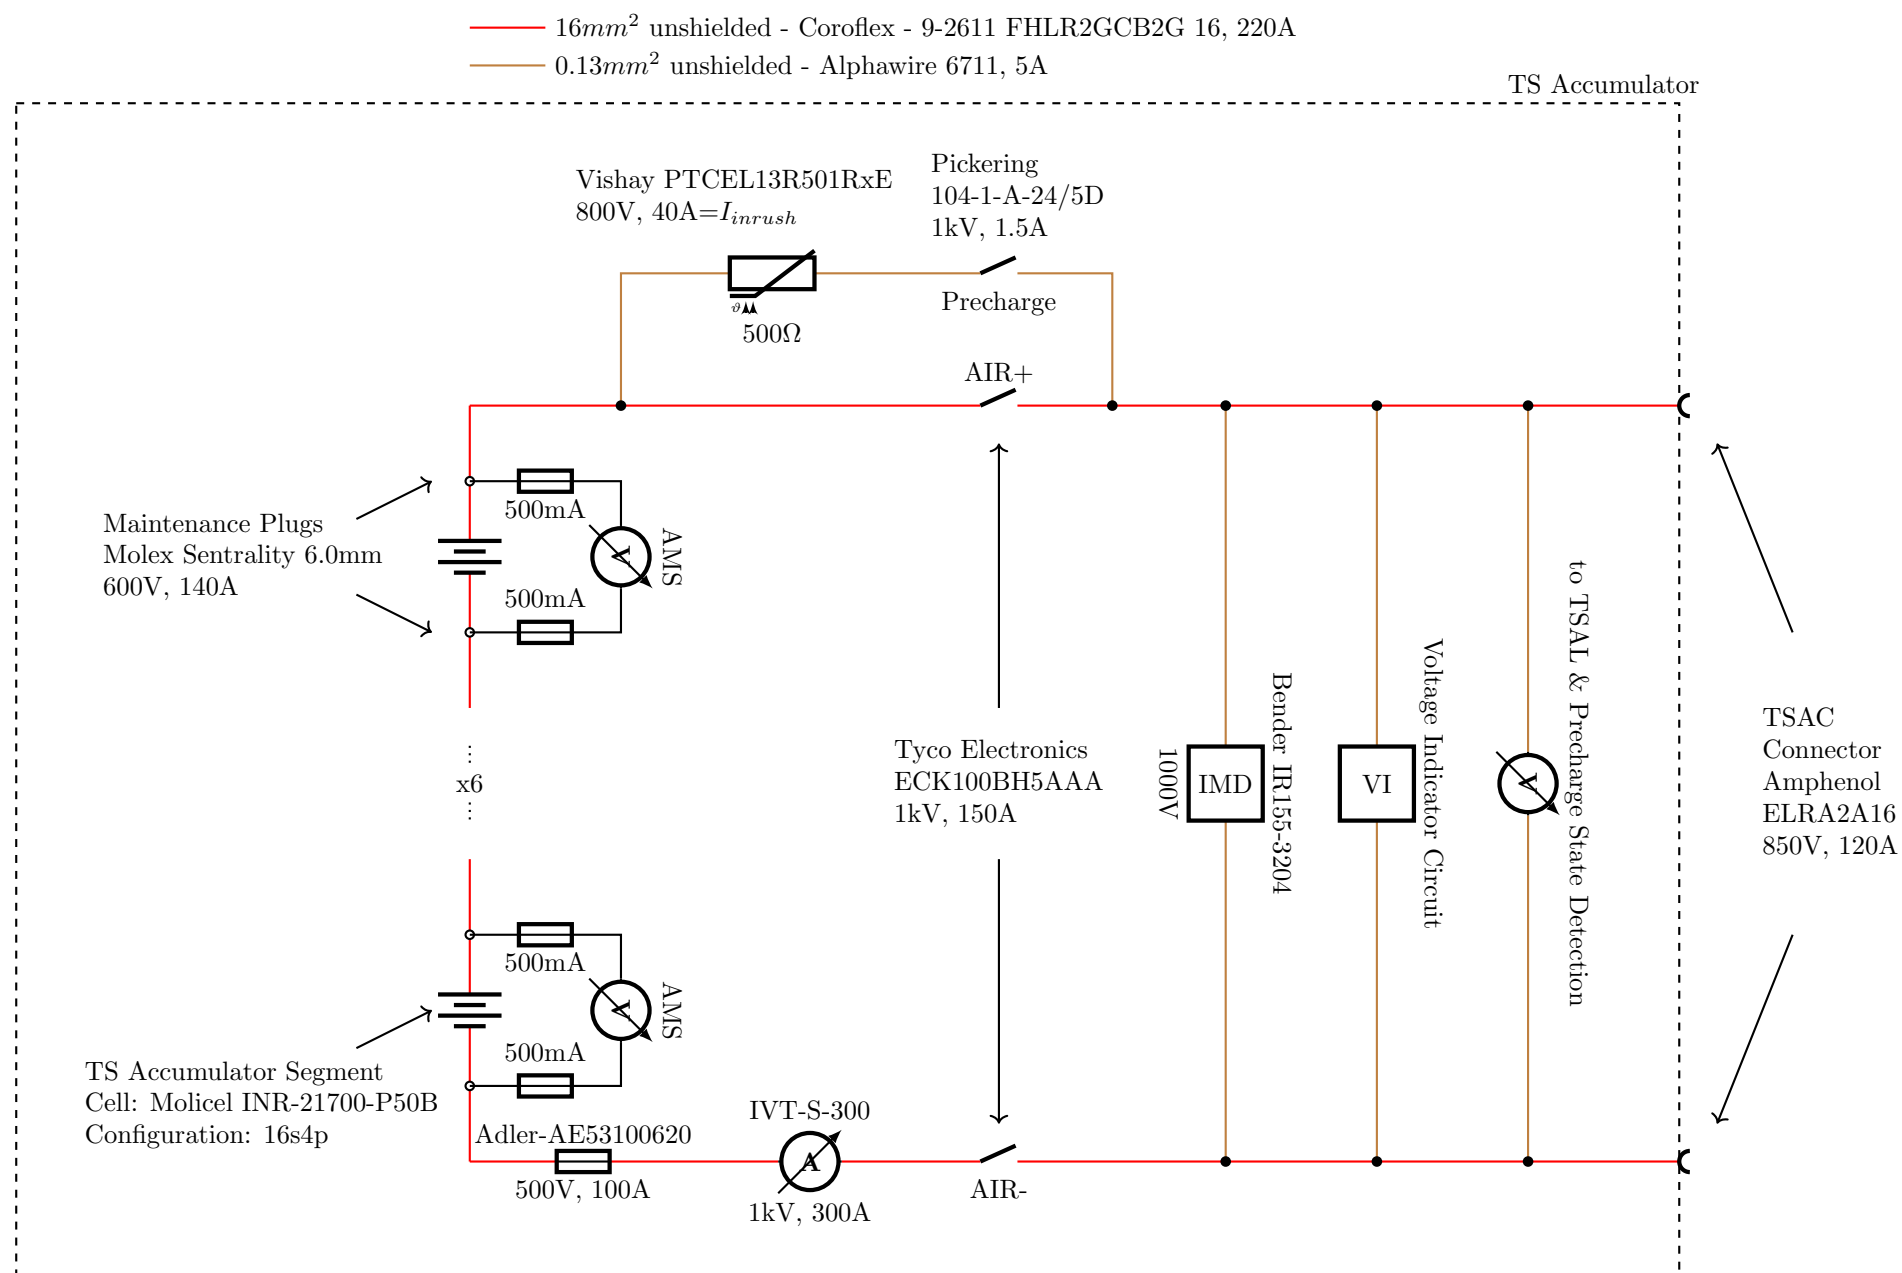 16mm² unshielded - Coroflex - 9-2611 FHLR2GCB2G 16, 220A
0.13mm² unshielded - Alphawire 6711, 5A
TS Accumulator
Vishay PTCEL13R501RxE
800V, 40A=I_inrush
Pickering
104-1-A-24/5D
1kV, 1.5A
ϑ
500Ω
Precharge
AIR+
Maintenance Plugs
Molex Sentrality 6.0mm
600V, 140A
500mA
V
AMS
500mA
x6
Tyco Electronics
ECK100BH5AAA
1kV, 150A
1000V
IMD
Bender IR155-3204
VI
Voltage Indicator Circuit
V
to TSAL & Precharge State Detection
TSAC
Connector
Amphenol
ELRA2A16
850V, 120A
500mA
V
AMS
500mA
TS Accumulator Segment
Cell: Molicel INR-21700-P50B
Configuration: 16s4p
Adler-AE53100620
500V, 100A
IVT-S-300
A
1kV, 300A
AIR-